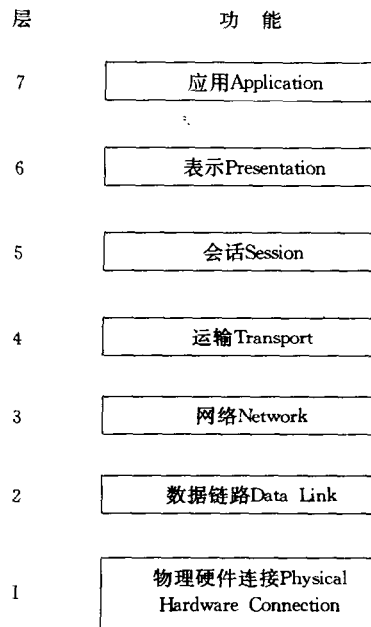 层 功 能
7 应用Application
6 表示Presentation
5 会话Session
4 运输Transport
3 网络Network
2 数据链路Data Link
1 物理硬件连接Physical
Hardware Connection